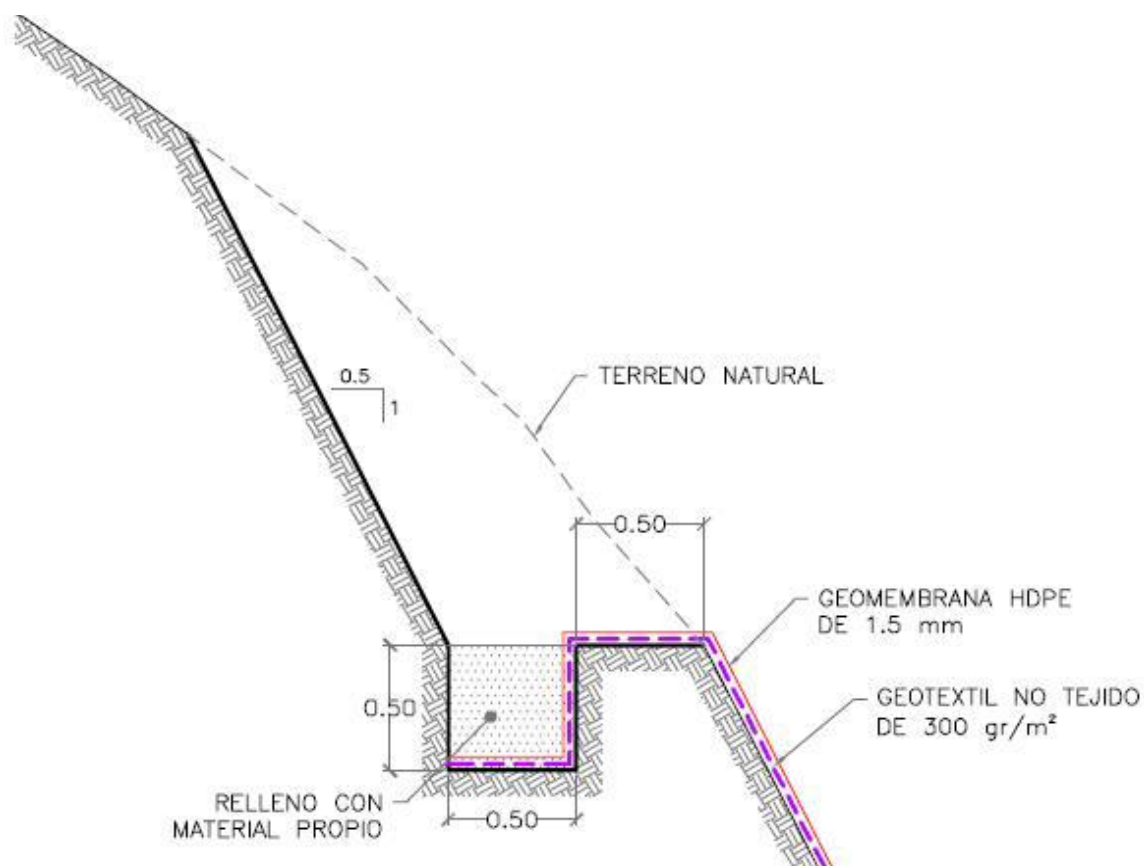 0.5
1
TERRENO NATURAL
0.50
GEOMEMBRANA HDPE
DE 1.5 mm
GEOTEXTIL NO TEJIDO
DE 300 gr/m²
0.50
RELLENO CON
MATERIAL PROPIO
0.50